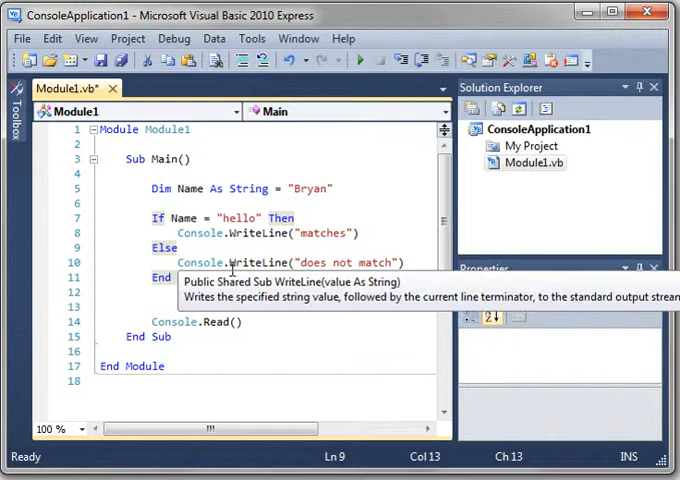 ConsoleApplication1 - Microsoft Visual Basic 2010 Express
File Edit View Project Debug Data Tools Window Help
Module1.vb*
Solution Explorer
Module1 Main
Toolbox
ConsoleApplication1
My Project
Module1.vb
1 Module Module1
2
3 Sub Main()
4
5 Dim Name As String = "Bryan"
6
7 If Name = "hello" Then
8 Console.WriteLine("matches")
9 Else
10 Console.WriteLine("does not match")
11 End
Properties
Public Shared Sub WriteLine(value As String)
12
Writes the specified string value, followed by the current line terminator, to the standard output stream
14 Console.Read()
15 End Sub
16
17 End Module
18
100 %
Ready Ln 9 Col 13 Ch 13 INS